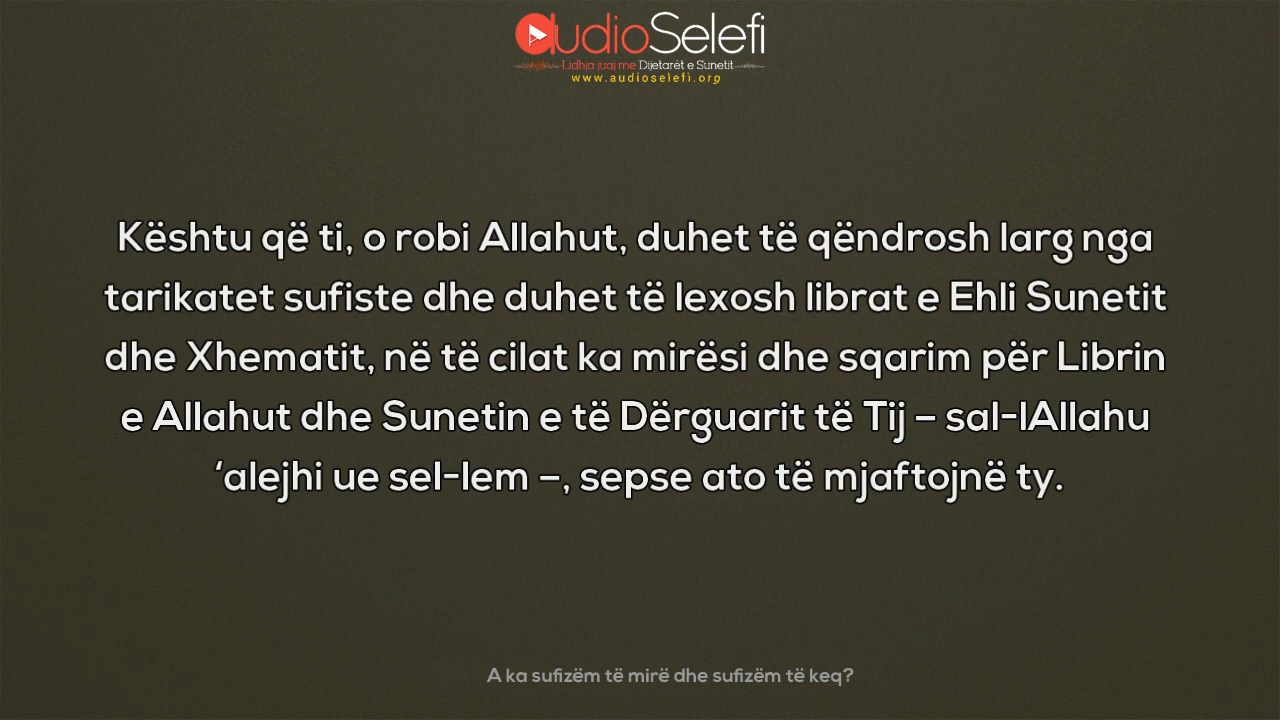 audioSelefi
Lidhja juaj me Dijetarët e Sunetit
www.audioselefi.org
Kështu që ti, o robi Allahut, duhet të qëndrosh larg nga
tarikatet sufiste dhe duhet të lexosh librat e Ehli Sunetit
dhe Xhematit, në të cilat ka mirësi dhe sqarim për Librin
e Allahut dhe Sunetin e të Dërguarit të Tij – sal-lAllahu
‘alejhi ue sel-lem –, sepse ato të mjaftojnë ty.
A ka sufizëm të mirë dhe sufizëm të keq?